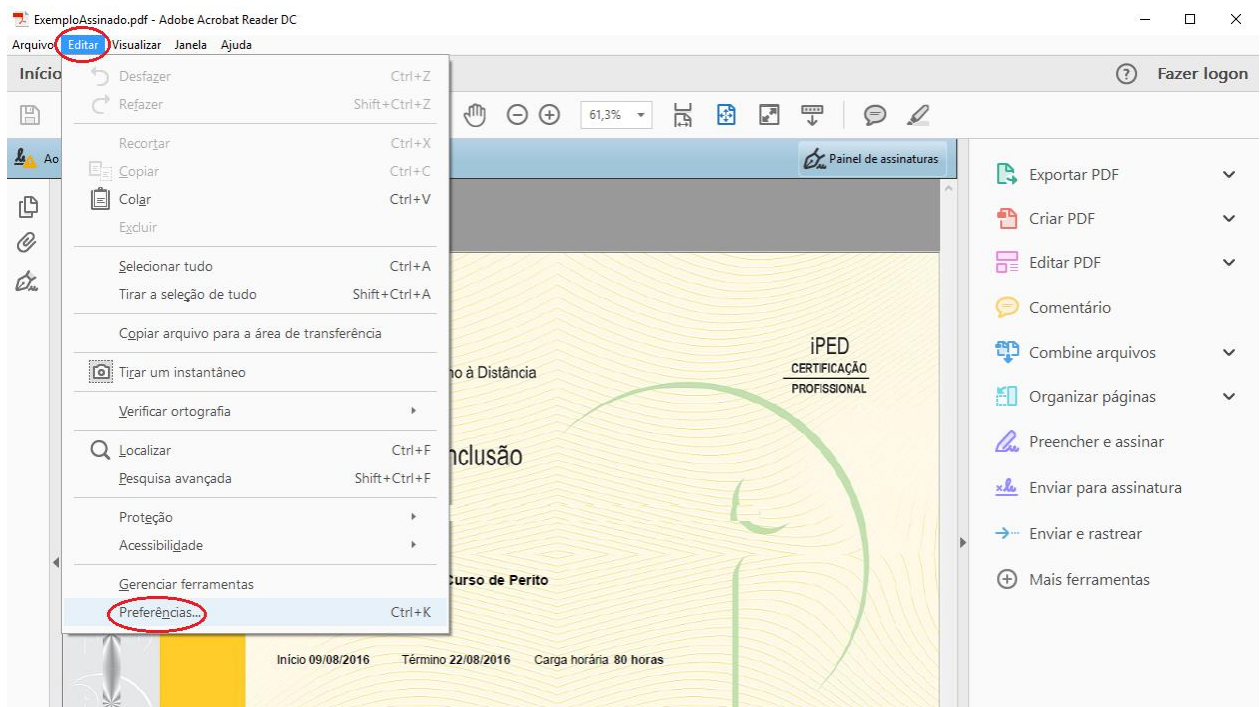 ExemploAssinado.pdf - Adobe Acrobat Reader DC
Arquivo Editar Visualizar Janela Ajuda
Início
Fazer logon
Desfazer Ctrl+Z
Refazer Shift+Ctrl+Z
61,3%
Recortar Ctrl+X
Copiar Ctrl+C
Colar Ctrl+V
Excluir
Selecionar tudo Ctrl+A
Tirar a seleção de tudo Shift+Ctrl+A
Copiar arquivo para a área de transferência
Tirar um instantâneo
Verificar ortografia
Localizar Ctrl+F
Pesquisa avançada Shift+Ctrl+F
Proteção
Acessibilidade
Gerenciar ferramentas
Preferências... Ctrl+K
Ao
Painel de assinaturas
iPED
CERTIFICAÇÃO
PROFISSIONAL
no à Distância
nclusão
Curso de Perito
Início 09/08/2016 Término 22/08/2016 Carga horária 80 horas
Exportar PDF
Criar PDF
Editar PDF
Comentário
Combine arquivos
Organizar páginas
Preencher e assinar
Enviar para assinatura
Enviar e rastrear
Mais ferramentas